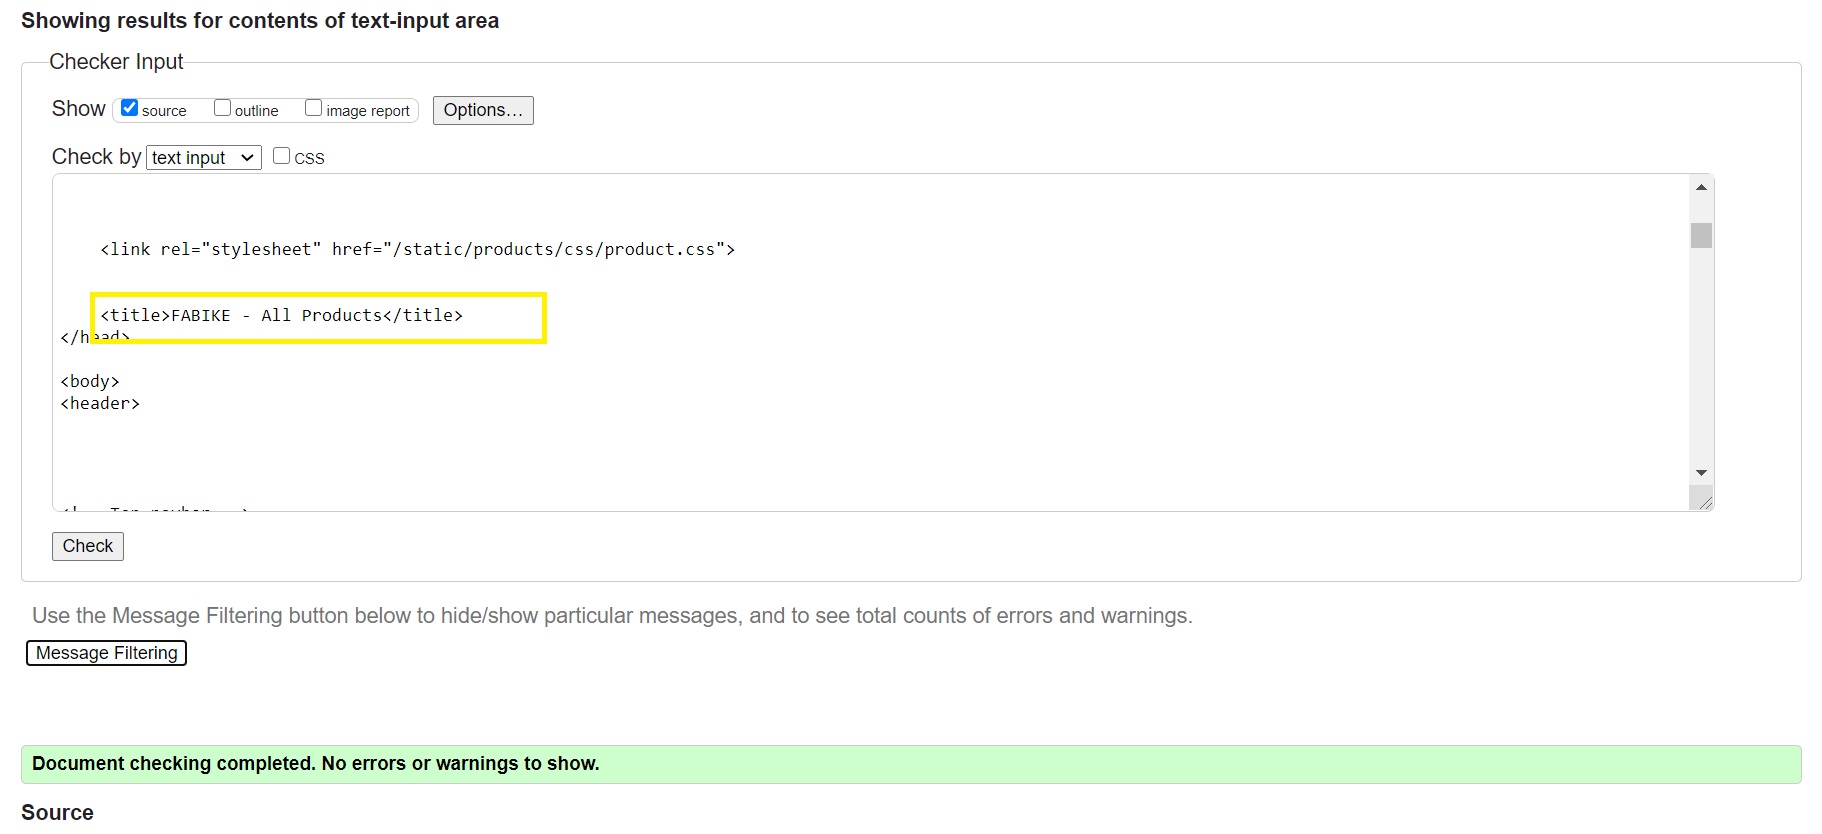 Showing results for contents of text-input area
Checker Input
Show source outline image report Options...
Check by text input CSS
<link rel="stylesheet" href="/static/products/css/product.css">
<title>FABIKE - All Products</title>
</head>
<body>
<header>
Check
Use the Message Filtering button below to hide/show particular messages, and to see total counts of errors and warnings.
Message Filtering
Document checking completed. No errors or warnings to show.
Source